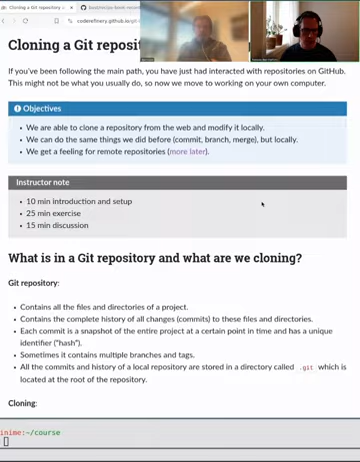 Cloning a Git repository
coderefinery.github.io/git-
Cloning a Git reposi
If you've been following the main path, you have just had interacted with repositories on GitHub.
This might not be what you usually do, so now we move to working on your own computer.
Objectives
• We are able to clone a repository from the web and modify it locally.
• We can do the same things we did before (commit, branch, merge), but locally.
• We get a feeling for remote repositories (more later).
Instructor note
• 10 min introduction and setup
• 25 min exercise
• 15 min discussion
What is in a Git repository and what are we cloning?
Git repository:
• Contains all the files and directories of a project.
• Contains the complete history of all changes (commits) to these files and directories.
• Each commit is a snapshot of the entire project at a certain point in time and has a unique
identifier ("hash").
• Sometimes it contains multiple branches and tags.
• All the commits and history of a local repository are stored in a directory called .git which is
located at the root of the repository.
Cloning:
inime:~/course